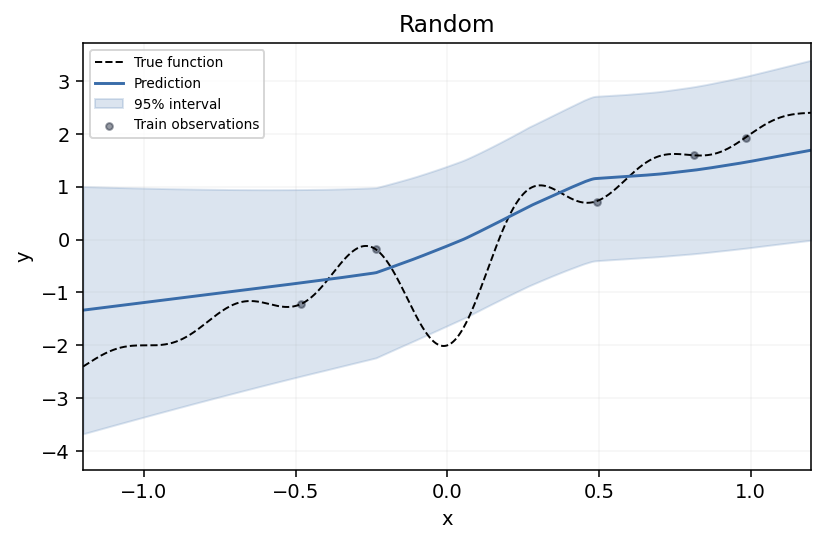 Random
True function
Prediction
95% interval
Train observations
y
3
2
1
0
−1
−2
−3
−4
−1.0
−0.5
0.0
0.5
1.0
x